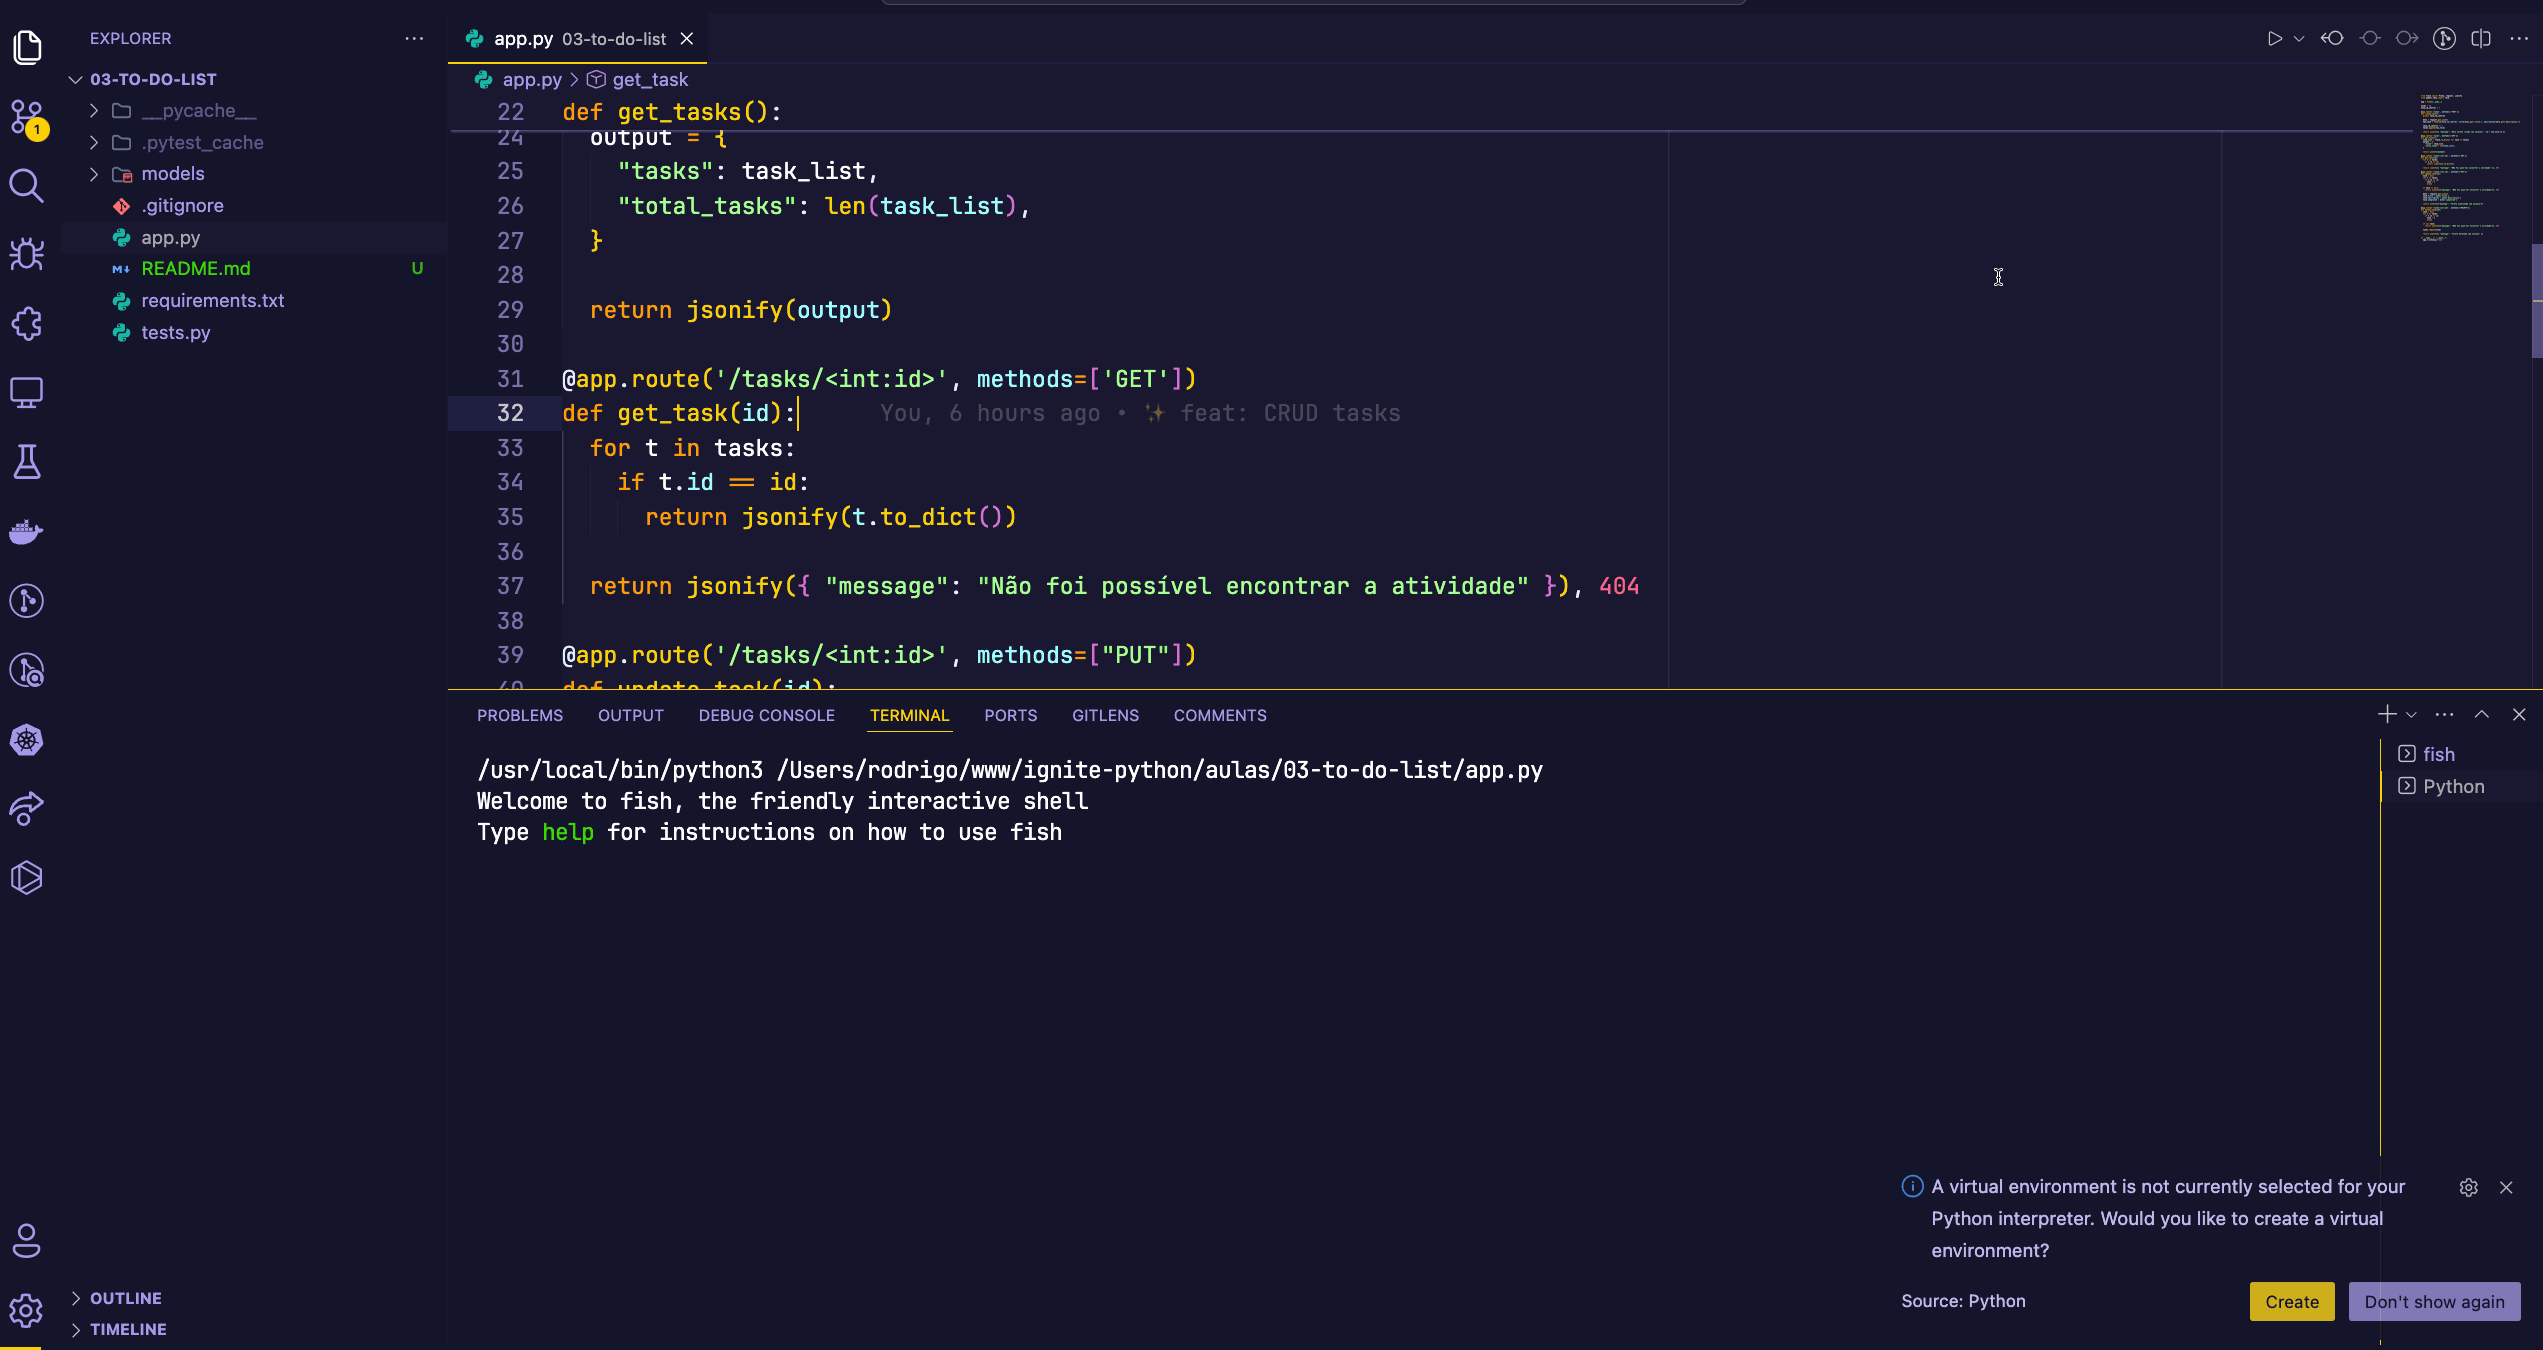 EXPLORER
03-TO-DO-LIST
__pycache__
.pytest_cache
models
.gitignore
app.py
README.md U
requirements.txt
tests.py
OUTLINE
TIMELINE
1
app.py 03-to-do-list
app.py > get_task
22 def get_tasks():
24 output = {
25 "tasks": task_list,
26 "total_tasks": len(task_list),
27 }
28
29 return jsonify(output)
30
31 @app.route('/tasks/<int:id>', methods=['GET'])
32 def get_task(id): You, 6 hours ago • ✨ feat: CRUD tasks
33 for t in tasks:
34 if t.id == id:
35 return jsonify(t.to_dict())
36
37 return jsonify({ "message": "Não foi possível encontrar a atividade" }), 404
38
39 @app.route('/tasks/<int:id>', methods=["PUT"])
40 def update_task(id):
PROBLEMS OUTPUT DEBUG CONSOLE TERMINAL PORTS GITLENS COMMENTS
/usr/local/bin/python3 /Users/rodrigo/www/ignite-python/aulas/03-to-do-list/app.py
Welcome to fish, the friendly interactive shell
Type help for instructions on how to use fish
fish
Python
A virtual environment is not currently selected for your
Python interpreter. Would you like to create a virtual
environment?
Source: Python
Create
Don't show again